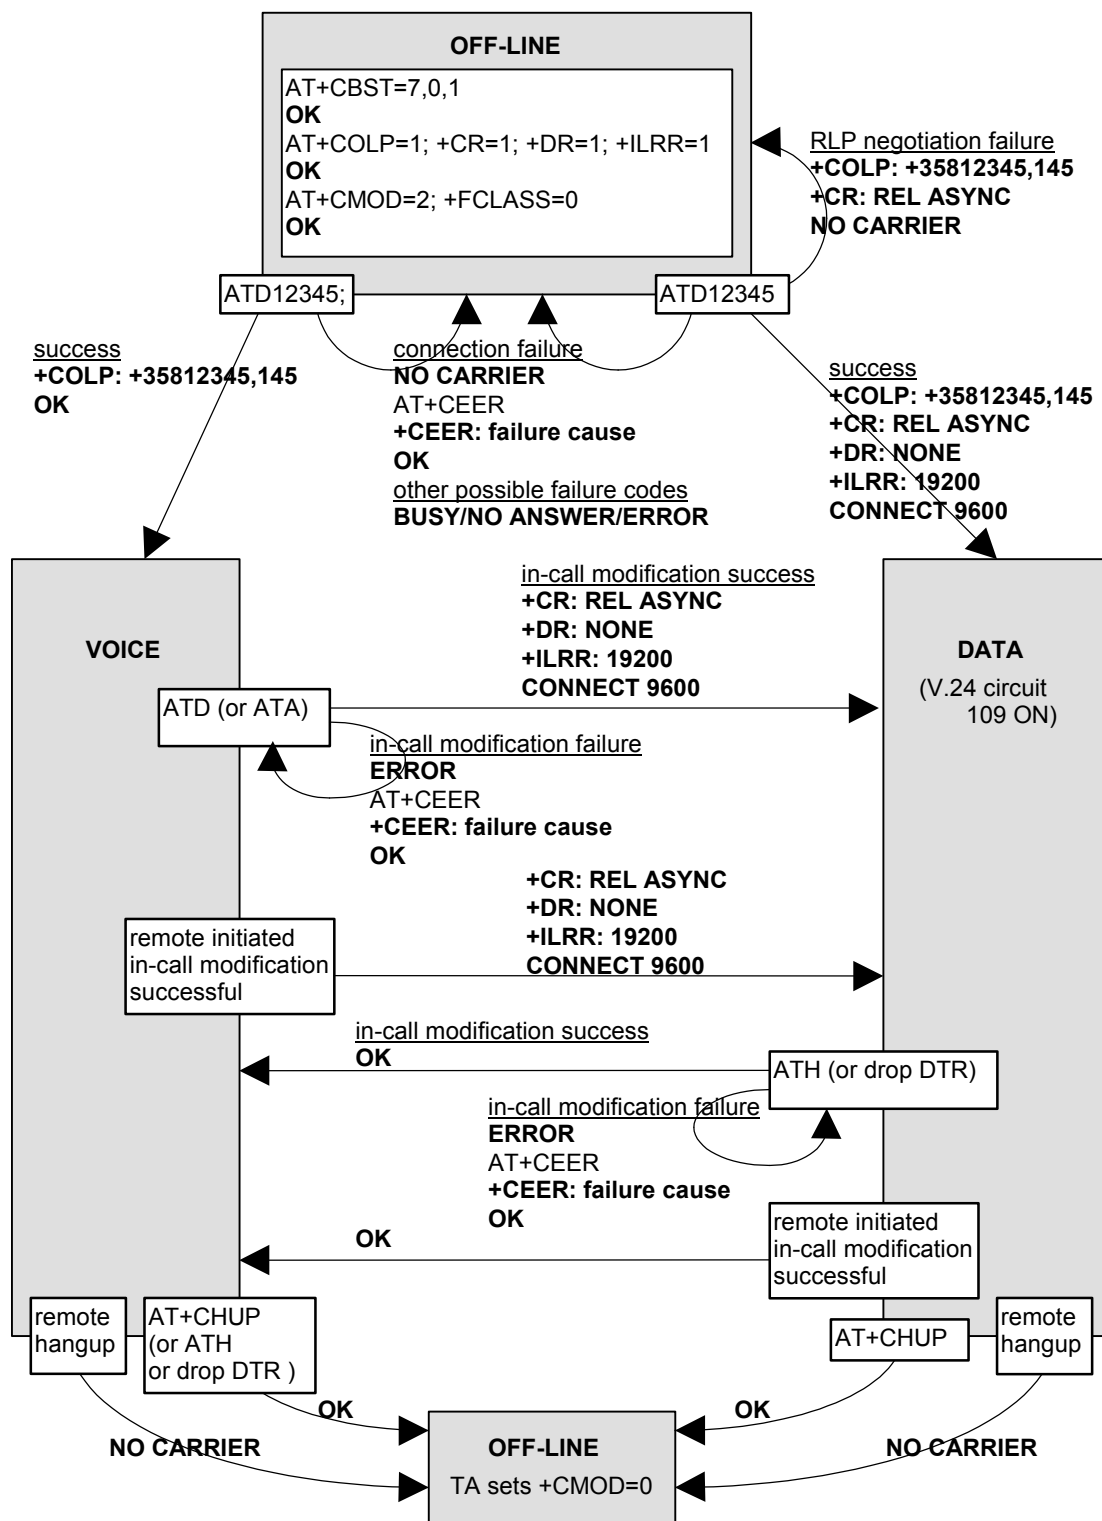 OFF-LINE
AT+CBST=7,0,1
OK
AT+COLP=1; +CR=1; +DR=1; +ILRR=1
OK
AT+CMOD=2; +FCLASS=0
OK
RLP negotiation failure
+COLP: +35812345,145
+CR: REL ASYNC
NO CARRIER
ATD12345;
ATD12345
success
+COLP: +35812345,145
OK
connection failure
NO CARRIER
AT+CEER
+CEER: failure cause
OK
other possible failure codes
BUSY/NO ANSWER/ERROR
success
+COLP: +35812345,145
+CR: REL ASYNC
+DR: NONE
+ILRR: 19200
CONNECT 9600
VOICE
in-call modification success
+CR: REL ASYNC
+DR: NONE
+ILRR: 19200
CONNECT 9600
DATA
(V.24 circuit
109 ON)
ATD (or ATA)
in-call modification failure
ERROR
AT+CEER
+CEER: failure cause
OK
+CR: REL ASYNC
+DR: NONE
+ILRR: 19200
CONNECT 9600
remote initiated
in-call modification
successful
in-call modification success
OK
ATH (or drop DTR)
in-call modification failure
ERROR
AT+CEER
+CEER: failure cause
OK
OK
remote initiated
in-call modification
successful
remote
hangup
AT+CHUP
(or ATH
or drop DTR )
AT+CHUP
remote
hangup
OK
OK
NO CARRIER
NO CARRIER
OFF-LINE
TA sets +CMOD=0